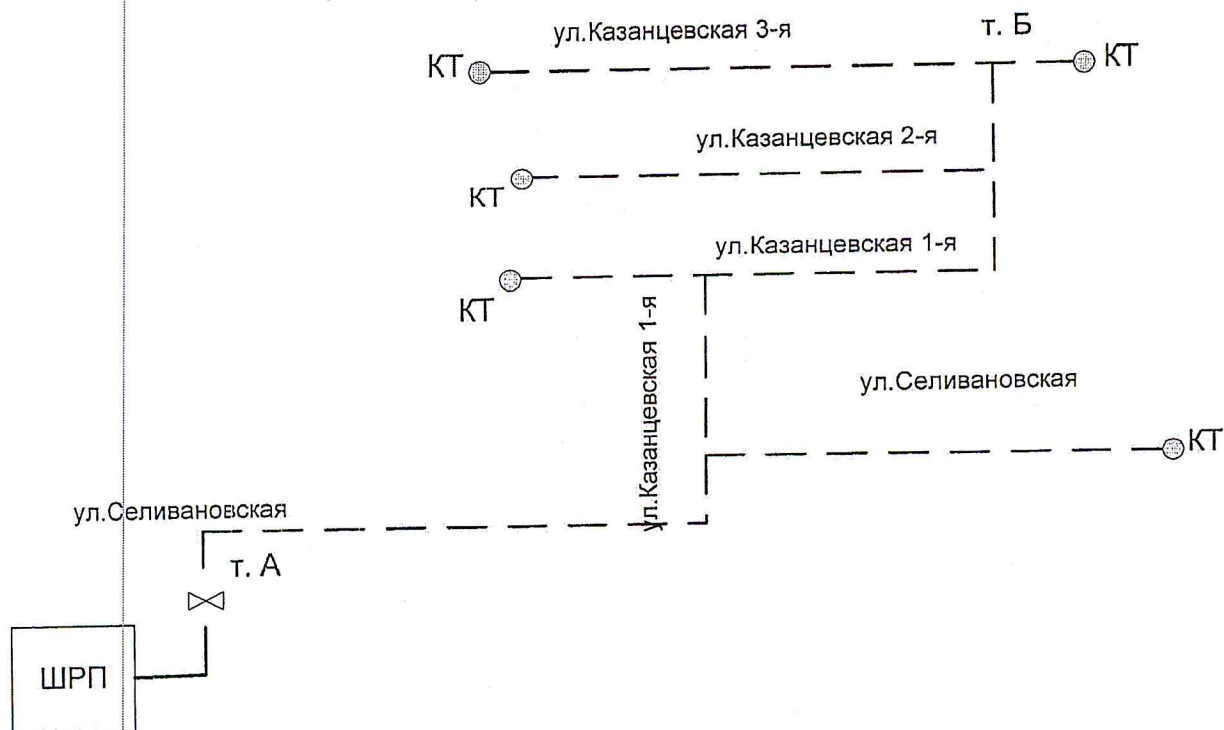 ул.Казанцевская 3-я
т. Б
КТ
КТ
ул.Казанцевская 2-я
КТ
ул.Казанцевская 1-я
КТ
ул.Казанцевская 1-я
ул.Селивановская
КТ
ул.Селивановская
т. А
ШРП